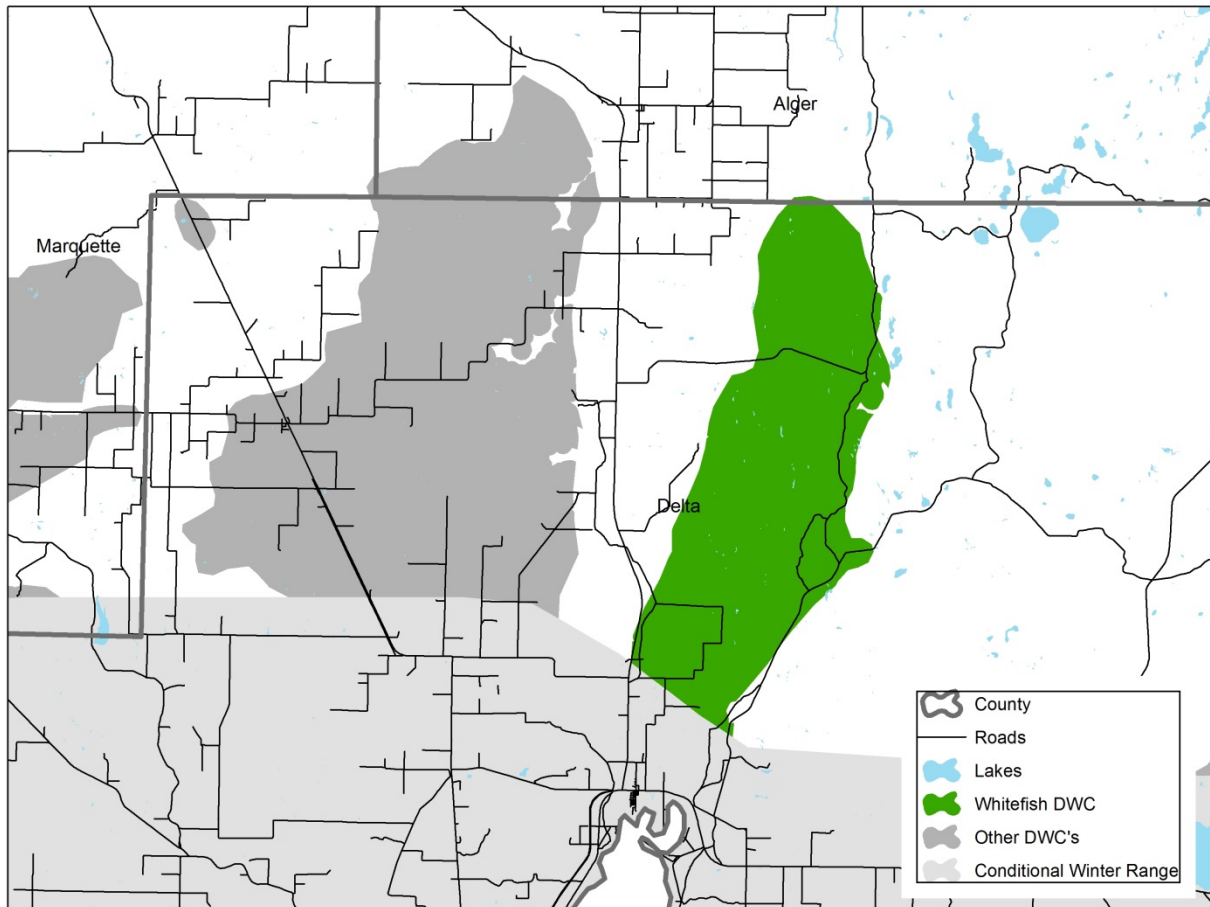 Alger
Marquette
Delta
County
Roads
Lakes
Whitefish DWC
Other DWC's
Conditional Winter Range